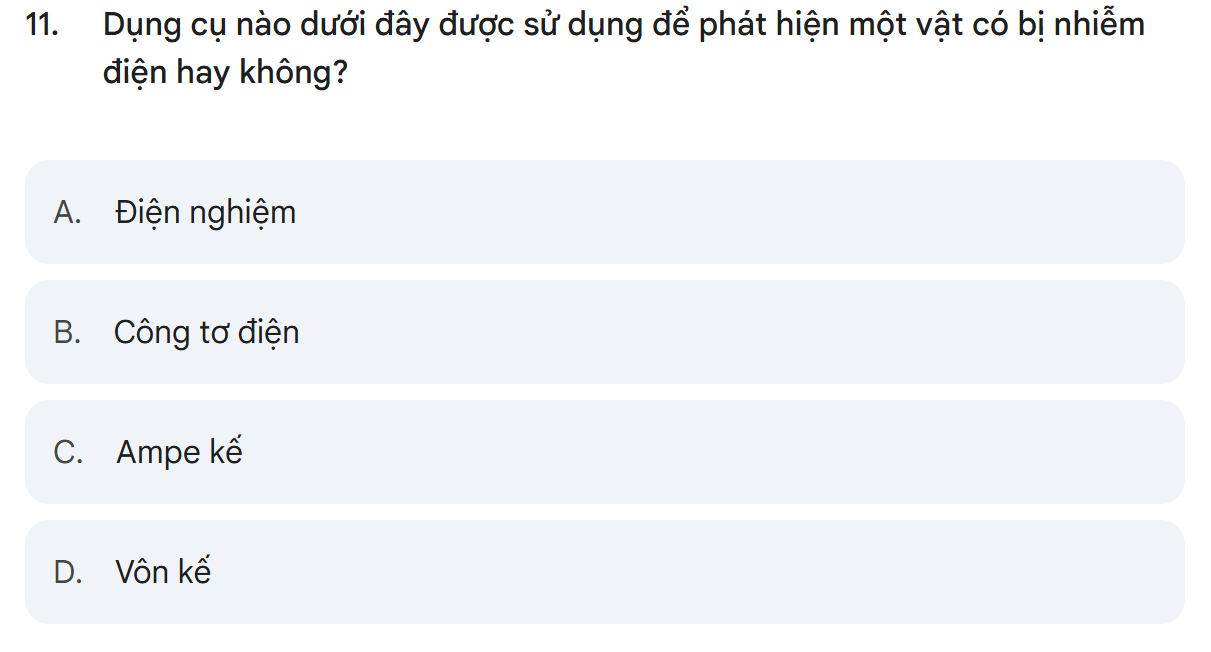 11. Dụng cụ nào dưới đây được sử dụng để phát hiện một vật có bị nhiễm
điện hay không?
A. Điện nghiệm
B. Công tơ điện
C. Ampe kế
D. Vôn kế